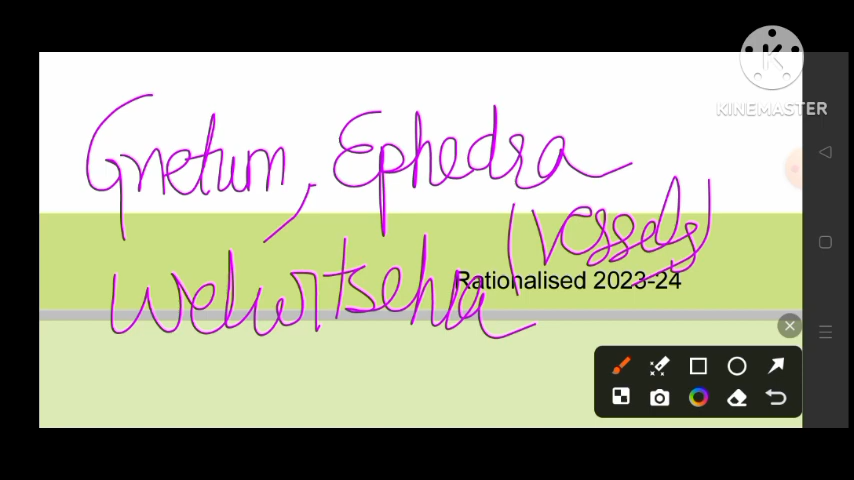 KINEMASTER
Gnetum, Ephedra
(Vessels)
Welwitschia
Rationalised 2023-24